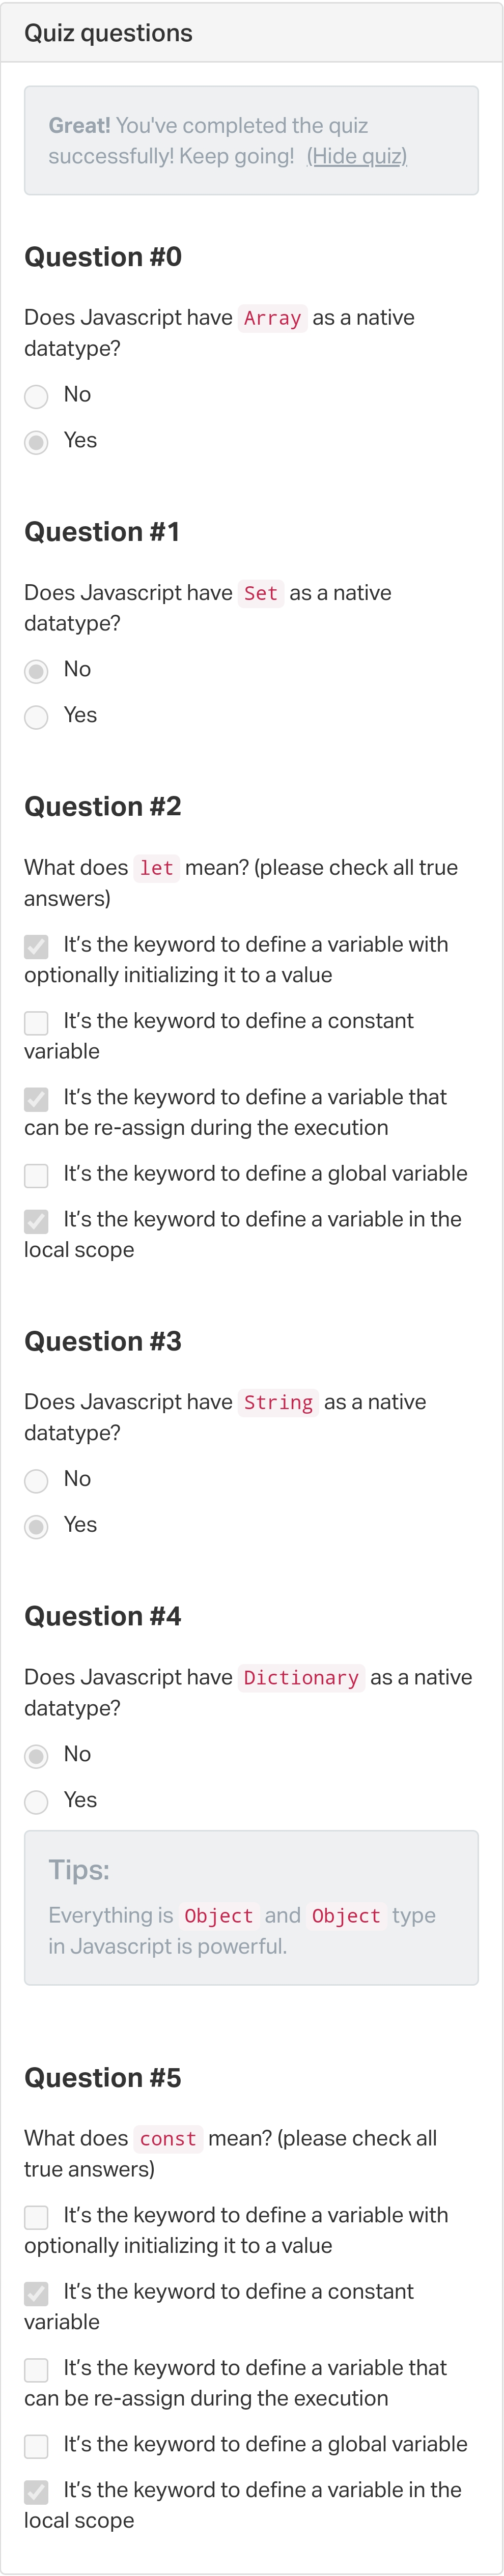 Quiz questions
Great! You've completed the quiz
successfully! Keep going! (Hide quiz)
Question #0
Does Javascript have Array as a native
datatype?
No
Yes
Question #1
Does Javascript have Set as a native
datatype?
No
Yes
Question #2
What does let mean? (please check all true
answers)
It's the keyword to define a variable with
optionally initializing it to a value
It's the keyword to define a constant
variable
It's the keyword to define a variable that
can be re-assign during the execution
It's the keyword to define a global variable
It's the keyword to define a variable in the
local scope
Question #3
Does Javascript have String as a native
datatype?
No
Yes
Question #4
Does Javascript have Dictionary as a native
datatype?
No
Yes
Tips:
Everything is Object and Object type
in Javascript is powerful.
Question #5
What does const mean? (please check all
true answers)
It's the keyword to define a variable with
optionally initializing it to a value
It's the keyword to define a constant
variable
It's the keyword to define a variable that
can be re-assign during the execution
It's the keyword to define a global variable
It's the keyword to define a variable in the
local scope